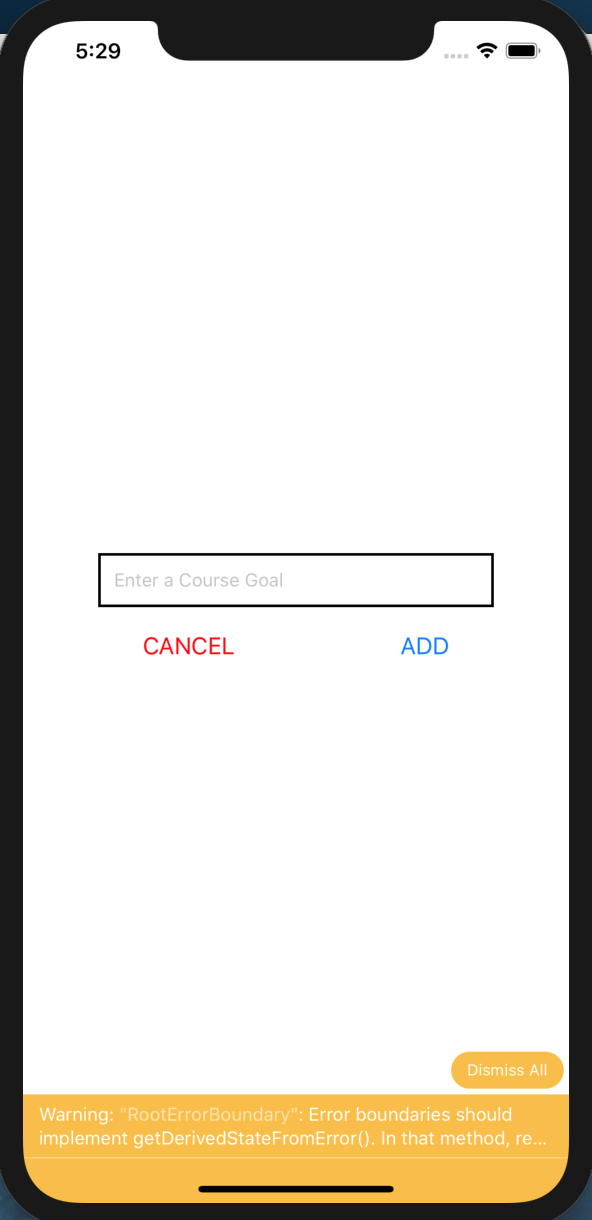 5:29
Enter a Course Goal
CANCEL ADD
Dismiss All
Warning: "RootErrorBoundary": Error boundaries should
implement getDerivedStateFromError(). In that method, re...